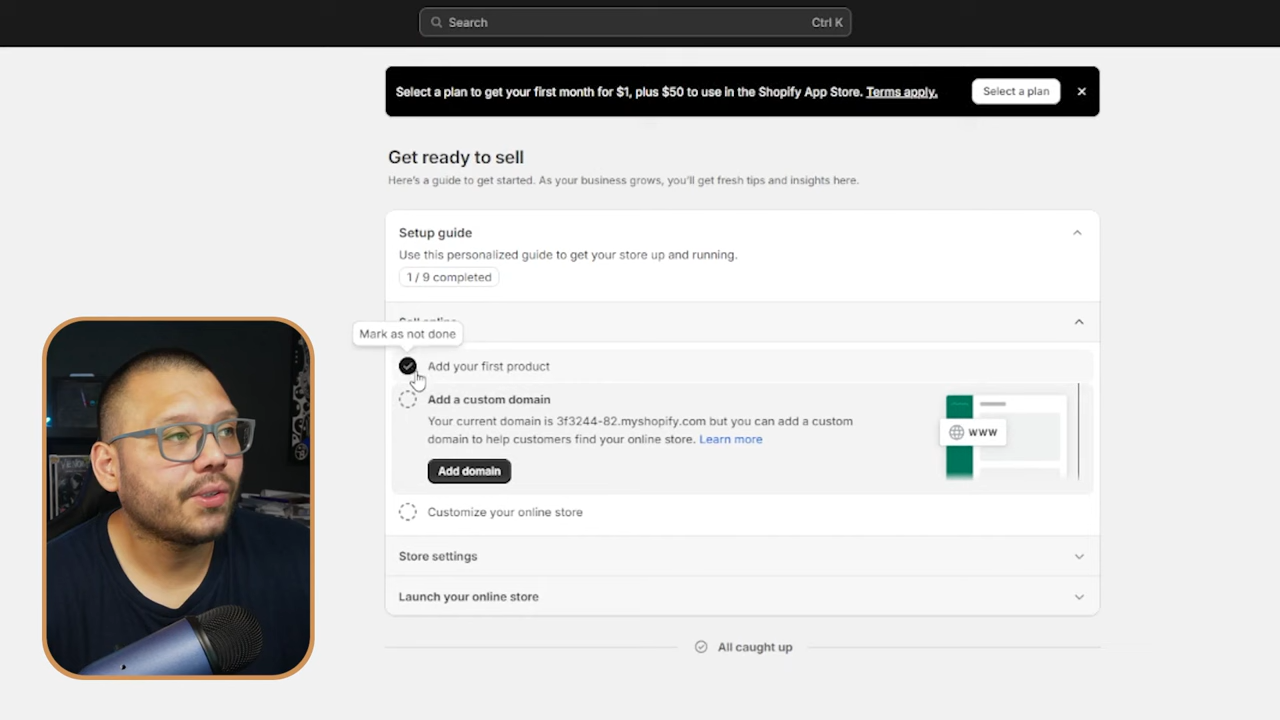 Search Ctrl K
Select a plan to get your first month for $1, plus $50 to use in the Shopify App Store. Terms apply. Select a plan
Get ready to sell
Here's a guide to get started. As your business grows, you'll get fresh tips and insights here.
Setup guide
Use this personalized guide to get your store up and running.
1 / 9 completed
Mark as not done
Add your first product
Add a custom domain
Your current domain is 3f3244-82.myshopify.com but you can add a custom
domain to help customers find your online store. Learn more
www
Add domain
Customize your online store
Store settings
Launch your online store
All caught up